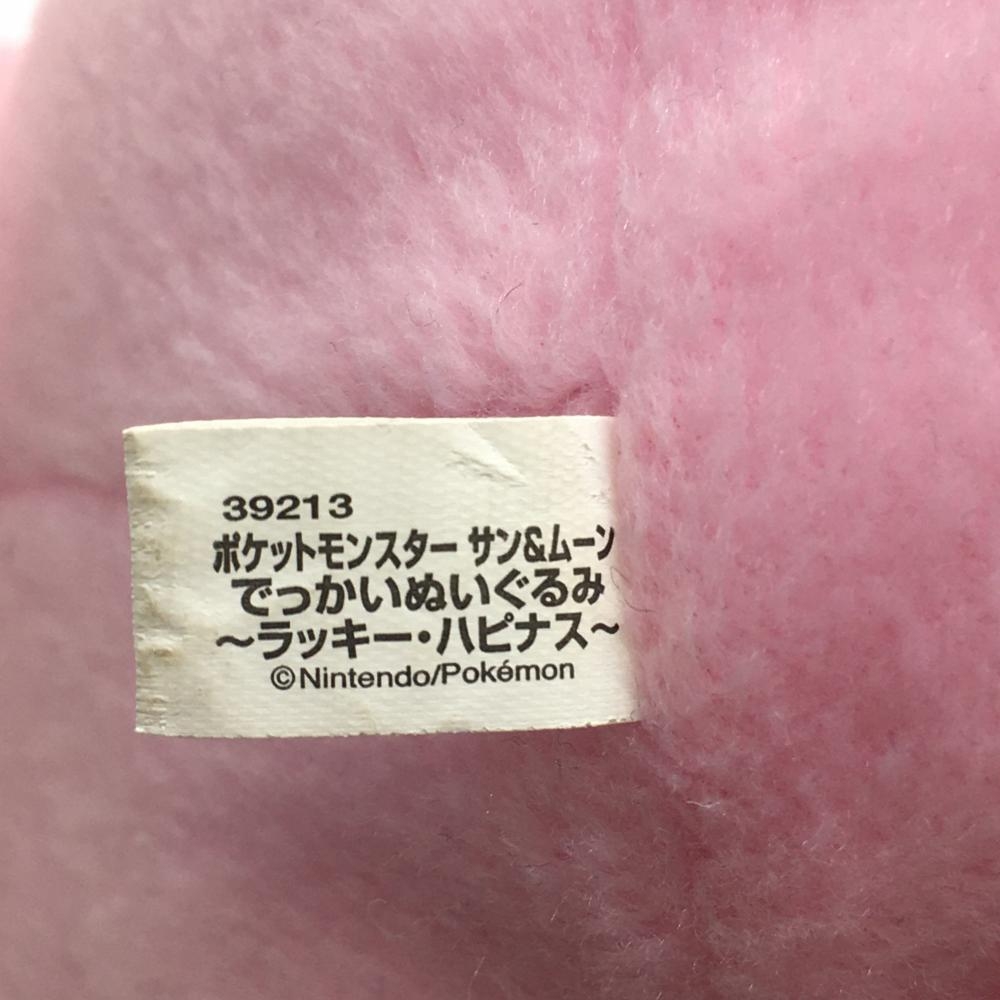 39213
ポケットモンスター サン&ムーン
でっかいぬいぐるみ
～ラッキー・ハピナス～
©Nintendo/Pokémon